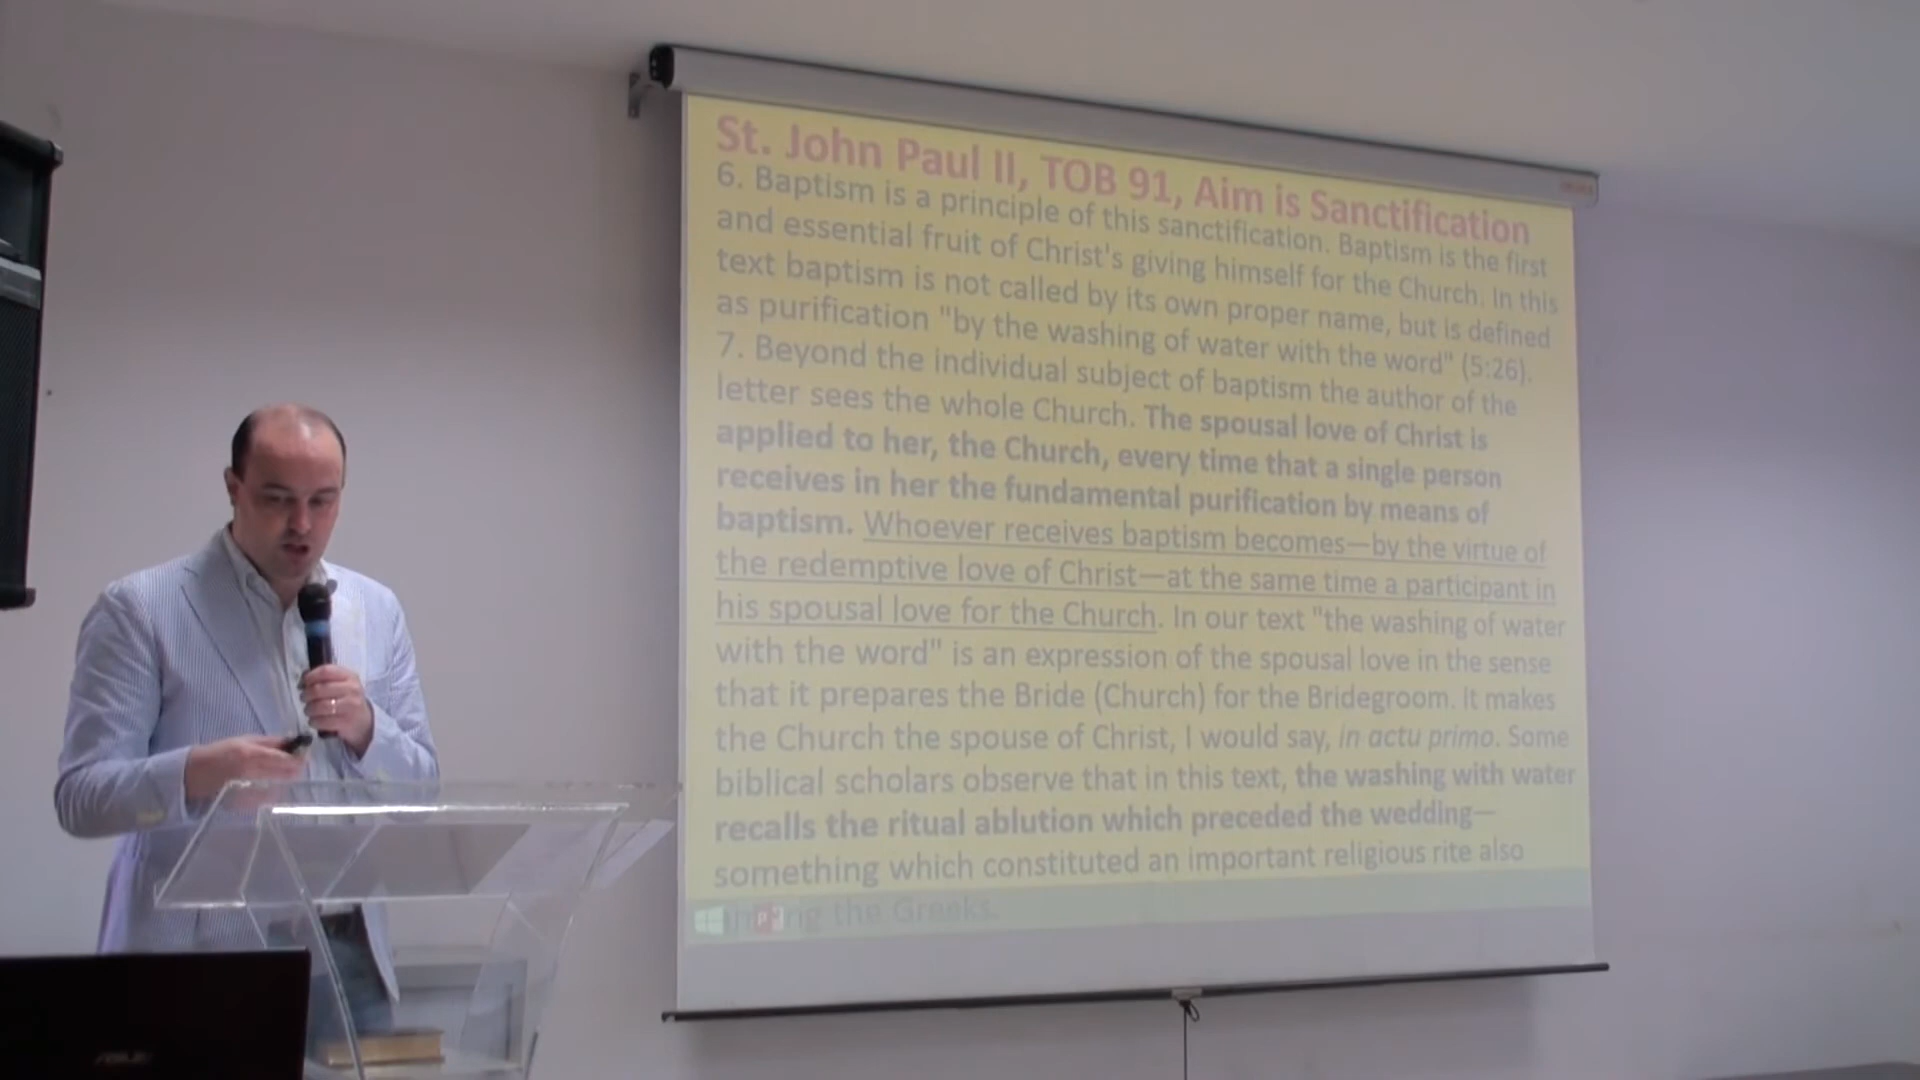 St. John Paul II, TOB 91, Aim is Sanctification
6. Baptism is a principle of this sanctification. Baptism is the first
and essential fruit of Christ's giving himself for the Church. In this
text baptism is not called by its own proper name, but is defined
as purification "by the washing of water with the word" (5:26).
7. Beyond the individual subject of baptism the author of the
letter sees the whole Church. The spousal love of Christ is
applied to her, the Church, every time that a single person
receives in her the fundamental purification by means of
baptism. Whoever receives baptism becomes—by the virtue of
the redemptive love of Christ—at the same time a participant in
his spousal love for the Church. In our text "the washing of water
with the word" is an expression of the spousal love in the sense
that it prepares the Bride (Church) for the Bridegroom. It makes
the Church the spouse of Christ, I would say, in actu primo. Some
biblical scholars observe that in this text, the washing with water
recalls the ritual ablution which preceded the wedding—
something which constituted an important religious rite also
the Greeks.
ASUS